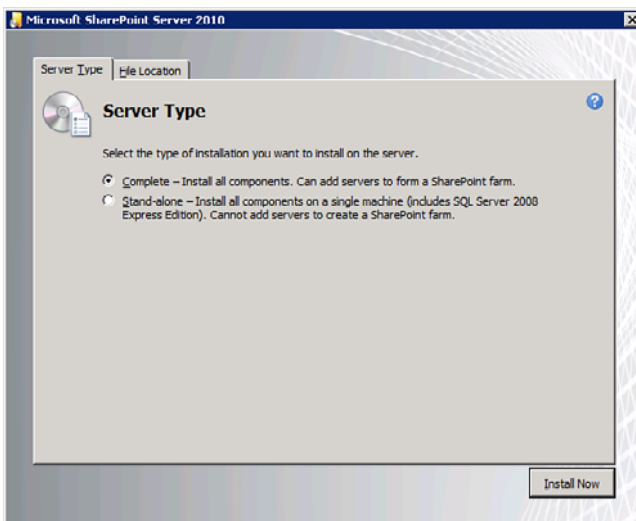 Microsoft SharePoint Server 2010
Server Type
File Location
Server Type
Select the type of installation you want to install on the server.
Complete – Install all components. Can add servers to form a SharePoint farm.
Stand-alone – Install all components on a single machine (includes SQL Server 2008
Express Edition). Cannot add servers to create a SharePoint farm.
Install Now